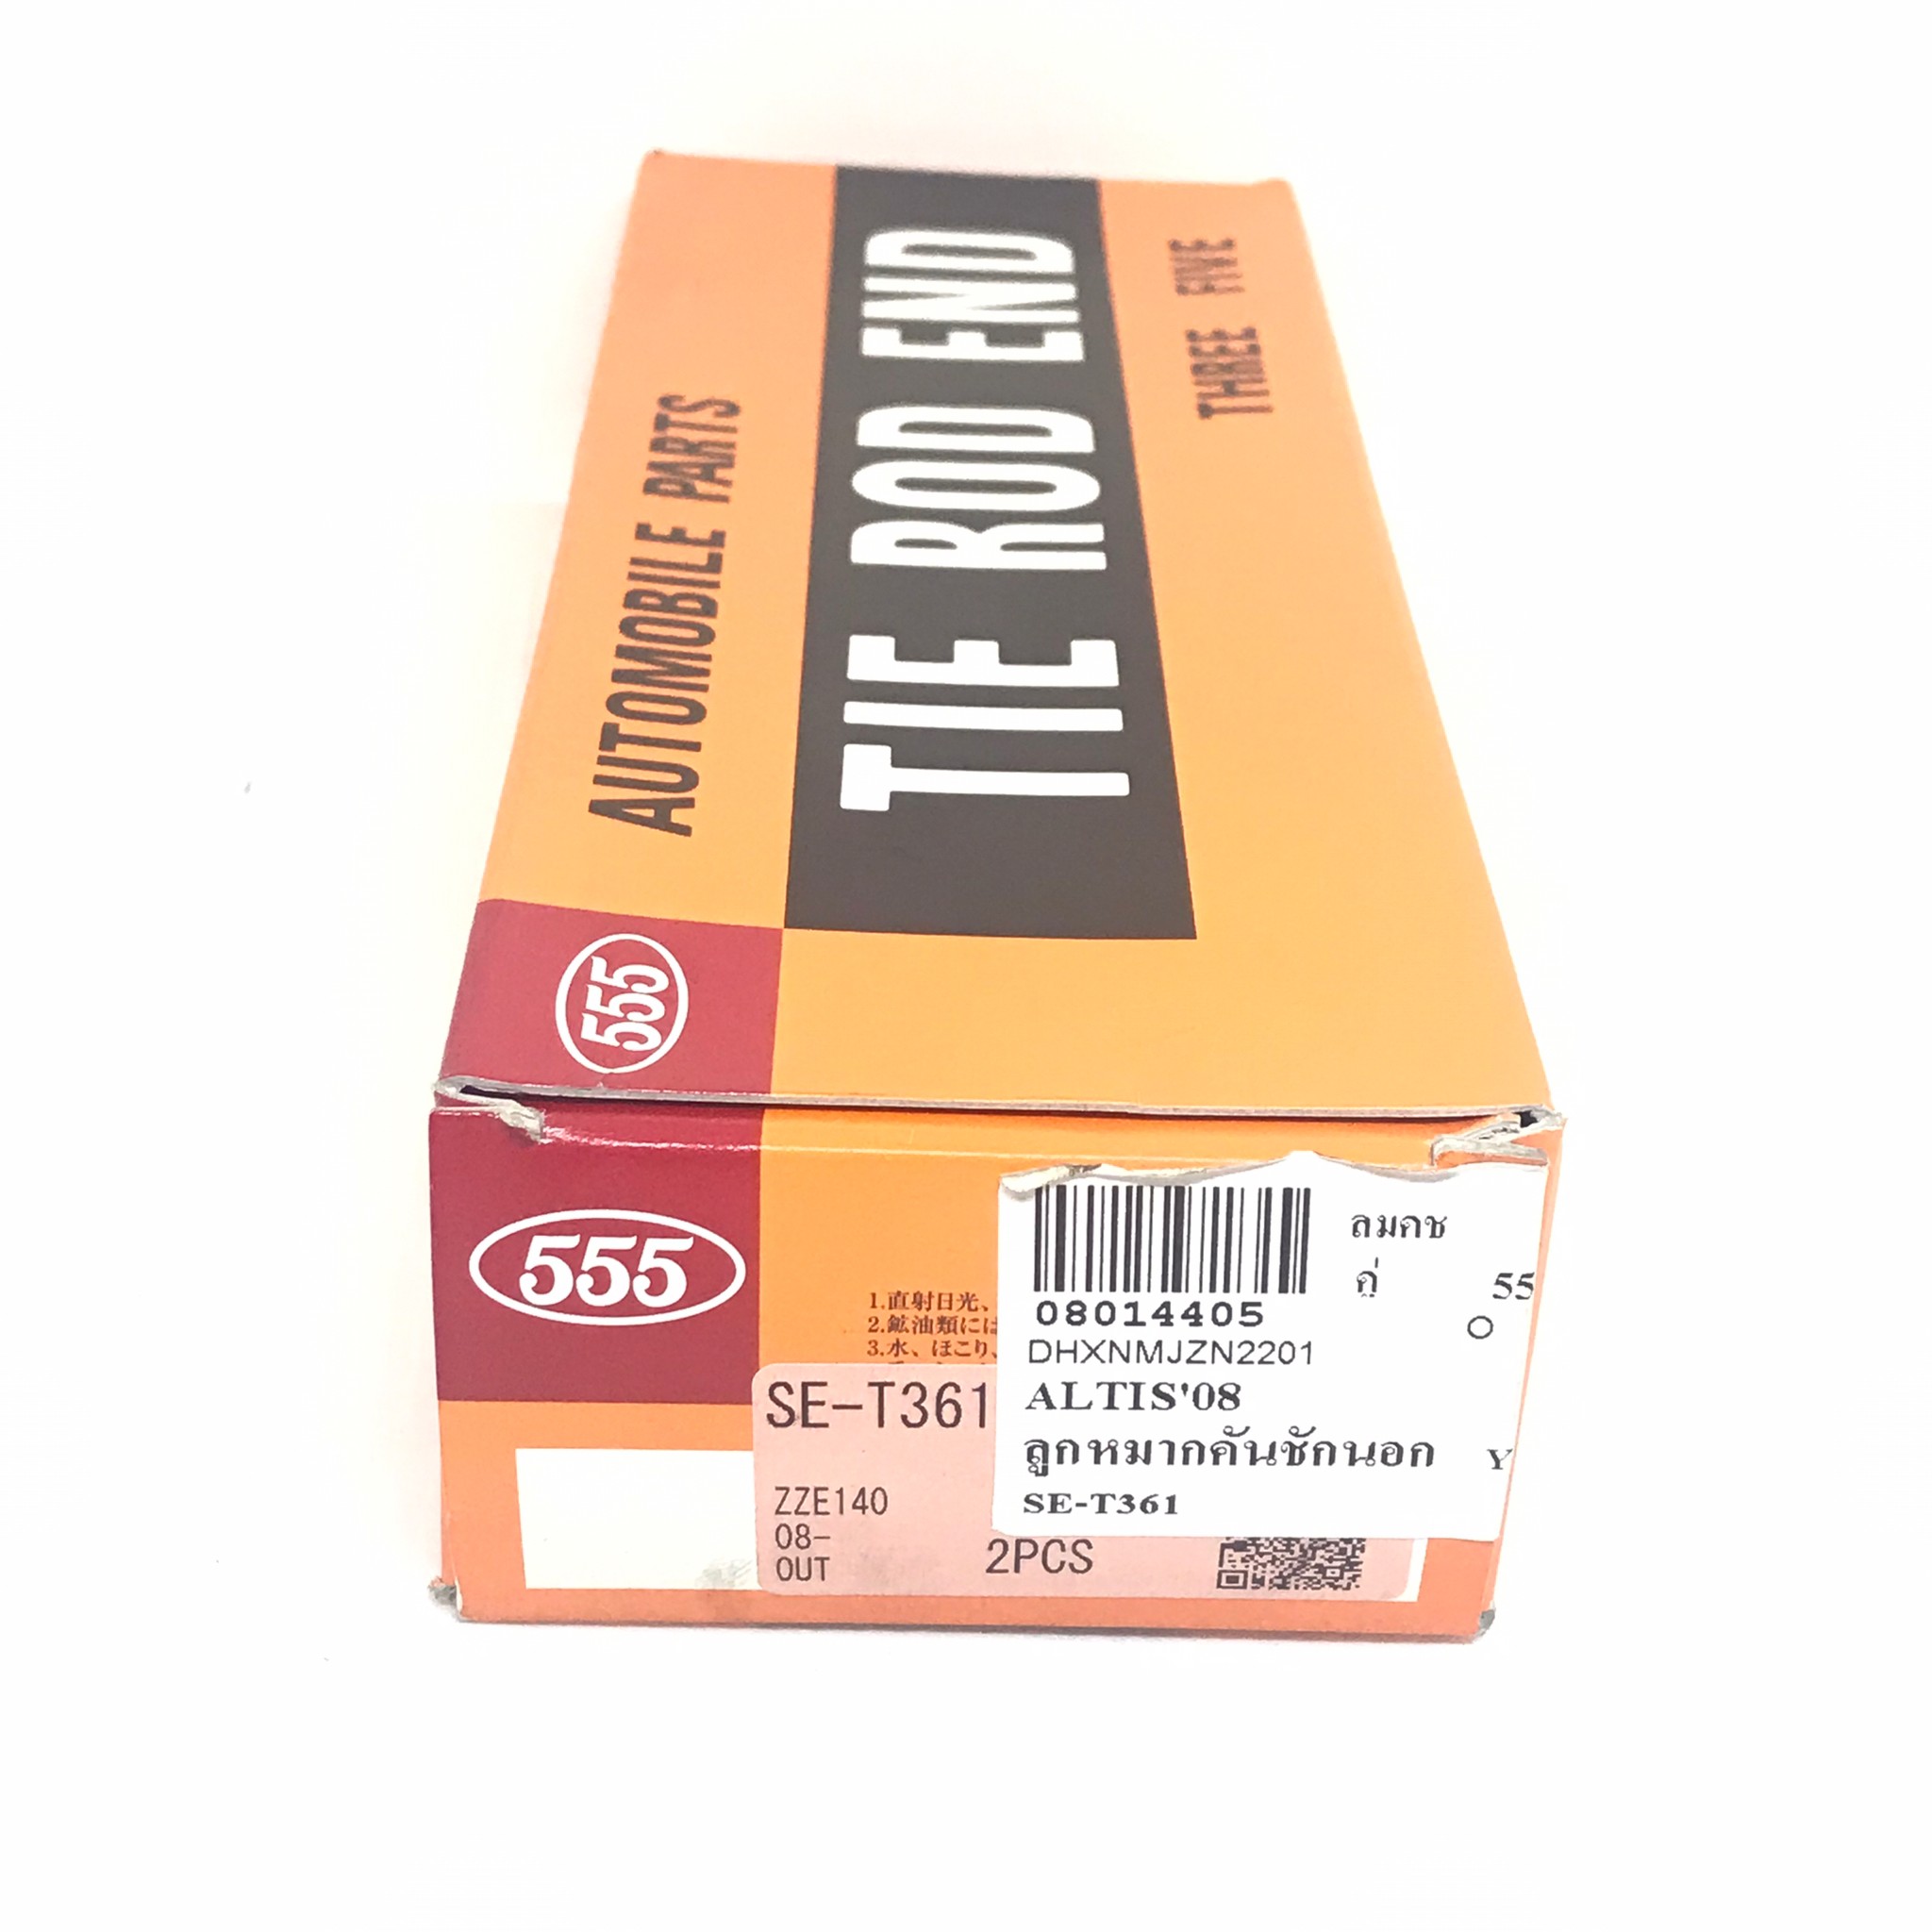 AUTOMOBILE PARTS
TIE ROD END
THREE FIVE
555
555
1.直射日光、
2.鉱油類には
3.水、ほこり、
SE-T361
ZZE140
08-
OUT
2PCS
ลมคช
คู่ 55
08014405
DHXNMJZN2201
ALTIS'08
ลูกหมากคันชักนอก Y
SE-T361